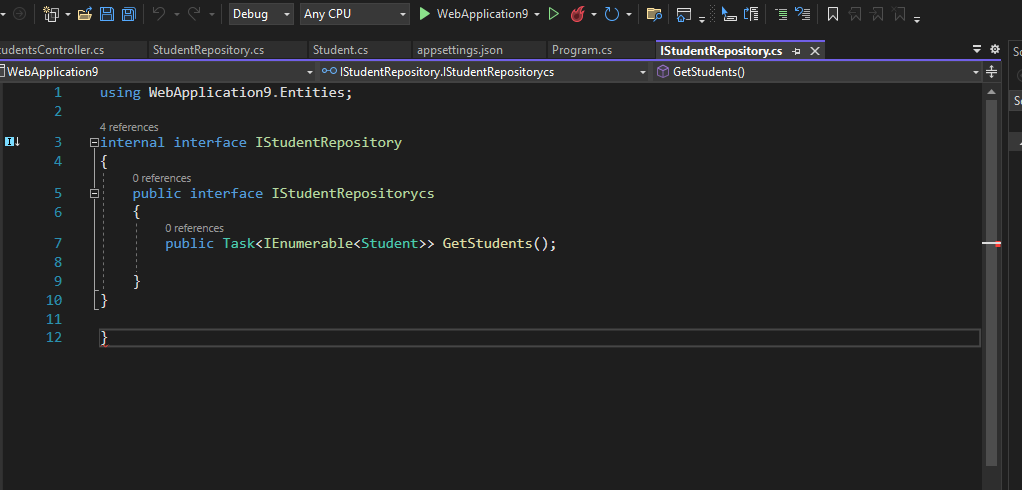 Debug Any CPU WebApplication9
StudentRepository.cs Student.cs appsettings.json Program.cs IStudentRepository.cs
WebApplication9 IStudentRepository.IStudentRepositorycs GetStudents()
1 using WebApplication9.Entities;
2
4 references
3 internal interface IStudentRepository
4 {
0 references
5 public interface IStudentRepositorycs
6 {
0 references
7 public Task<IEnumerable<Student>> GetStudents();
8
9 }
10 }
11
12 }